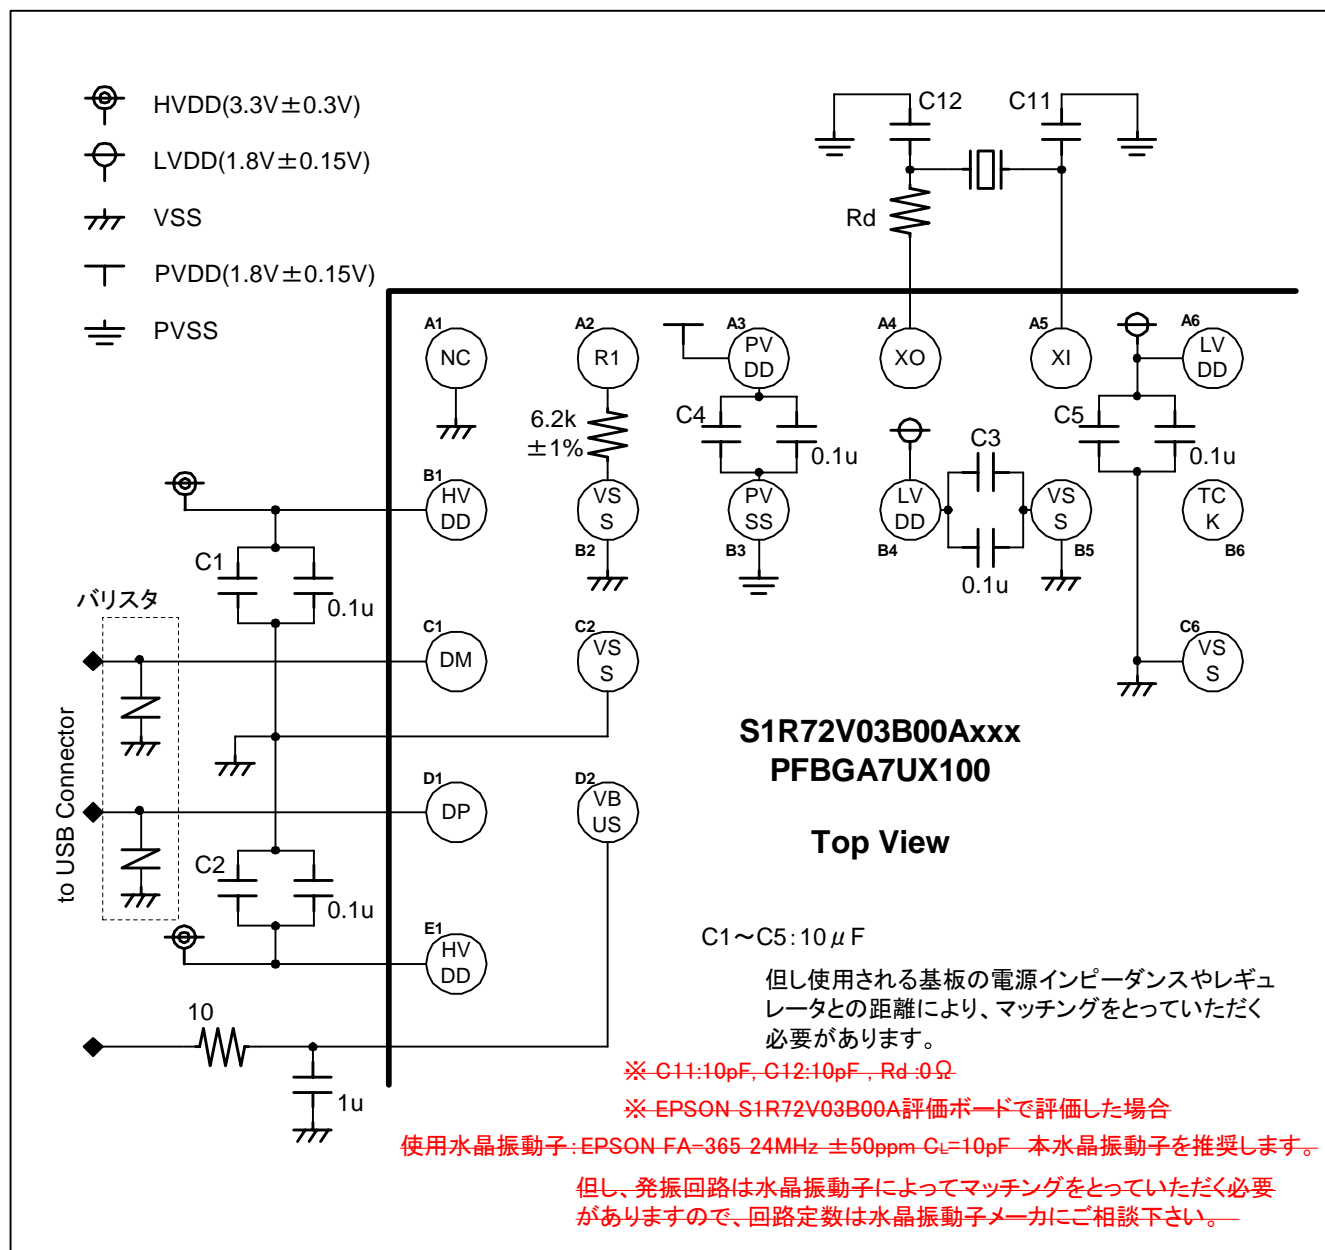 HVDD(3.3V±0.3V)
LVDD(1.8V±0.15V)
VSS
PVDD(1.8V±0.15V)
PVSS
C12
C11
Rd
A1
NC
A2
R1
A3
PV
DD
A4
XO
A5
XI
A6
LV
DD
6.2k
±1%
C4
0.1u
C3
0.1u
C5
0.1u
B1
HV
DD
VS
S
B2
PV
SS
B3
LV
DD
B4
VS
S
B5
TC
K
B6
C1
0.1u
バリスタ
C1
DM
C2
VS
S
C6
VS
S
to USB Connector
D1
DP
D2
VB
US
C2
0.1u
E1
HV
DD
10
1u
S1R72V03B00Axxx
PFBGA7UX100
Top View
C1～C5：10μF
但し使用される基板の電源インピーダンスやレギュ
レータとの距離により、マッチングをとっていただく
必要があります。
※ C11:10pF, C12:10pF , Rd :0Ω
※ EPSON S1R72V03B00A評価ボードで評価した場合
使用水晶振動子：EPSON FA-365 24MHz ±50ppm CL=10pF 本水晶振動子を推奨します。
但し、発振回路は水晶振動子によってマッチングをとっていただく必要
がありますので、回路定数は水晶振動子メーカにご相談下さい。